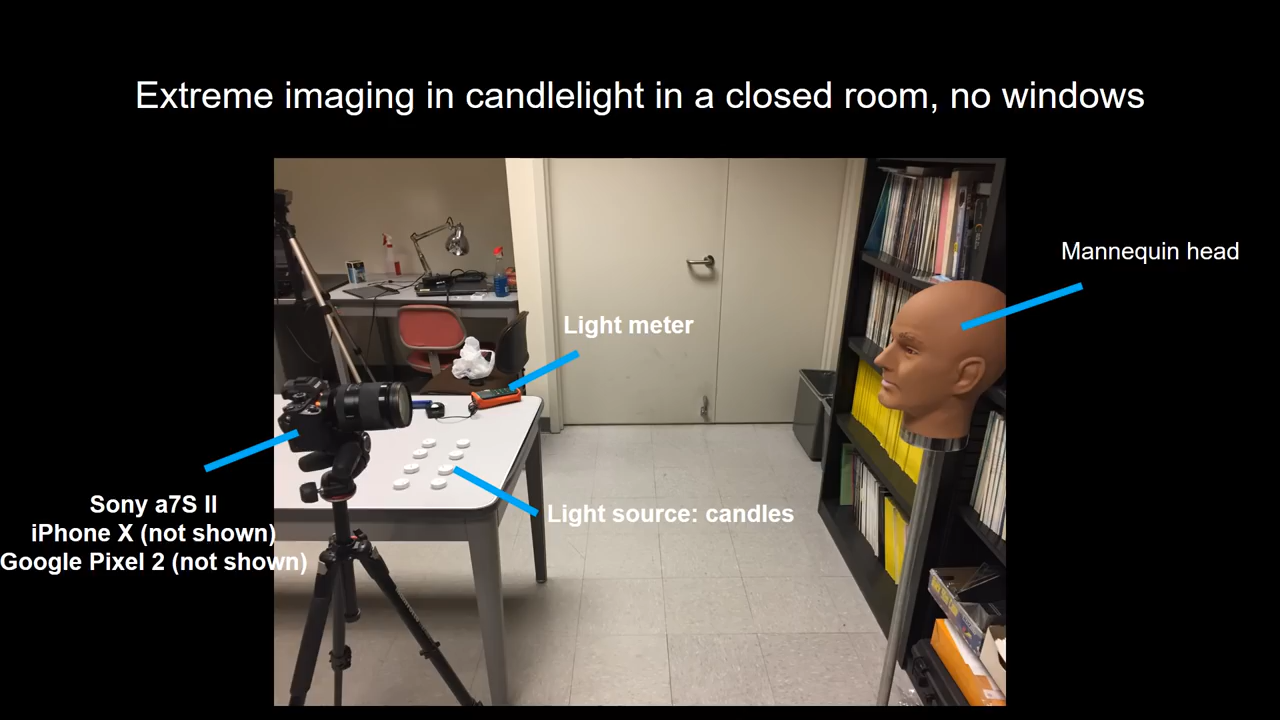 Extreme imaging in candlelight in a closed room, no windows
Mannequin head
Light meter
Sony a7S II
iPhone X (not shown)
Google Pixel 2 (not shown)
Light source: candles